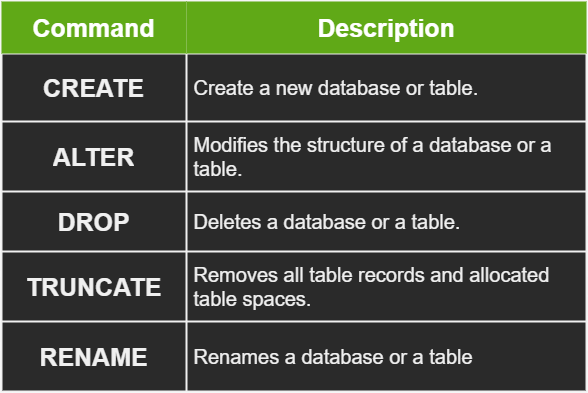 Command Description
CREATE Create a new database or table.
ALTER Modifies the structure of a database or a
table.
DROP Deletes a database or a table.
TRUNCATE Removes all table records and allocated
table spaces.
RENAME Renames a database or a table